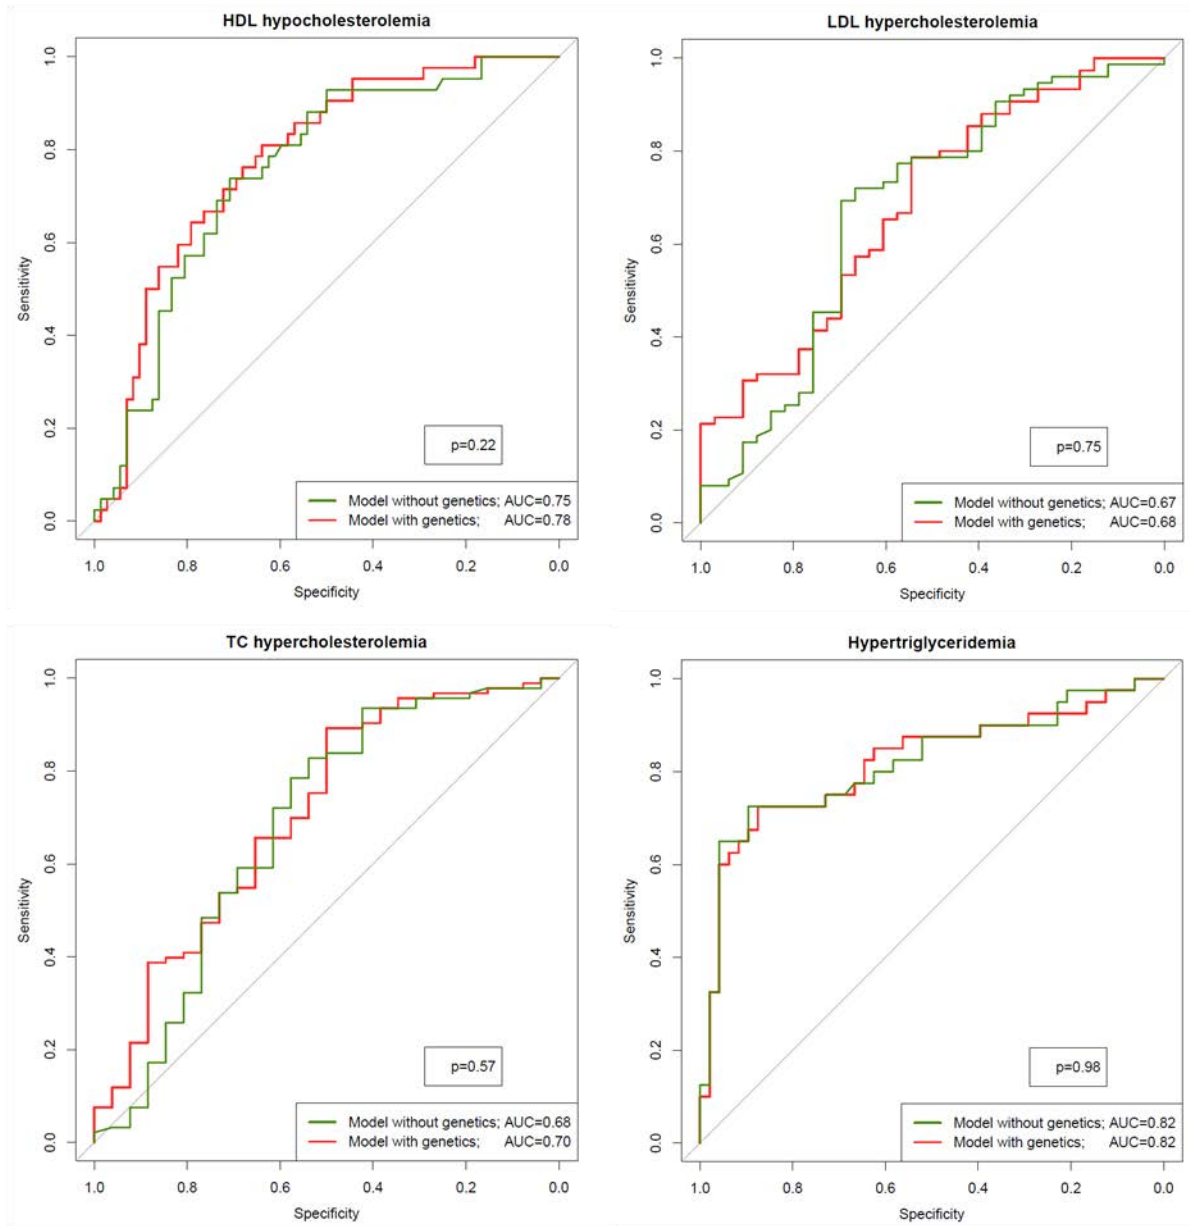 HDL hypocholesterolemia
Sensitivity
0.0 0.2 0.4 0.6 0.8 1.0
p=0.22
Model without genetics; AUC=0.75
Model with genetics; AUC=0.78
1.0 0.8 0.6 0.4 0.2 0.0
Specificity
LDL hypercholesterolemia
Sensitivity
0.0 0.2 0.4 0.6 0.8 1.0
p=0.75
Model without genetics; AUC=0.67
Model with genetics; AUC=0.68
1.0 0.8 0.6 0.4 0.2 0.0
Specificity
TC hypercholesterolemia
Sensitivity
0.0 0.2 0.4 0.6 0.8 1.0
p=0.57
Model without genetics; AUC=0.68
Model with genetics; AUC=0.70
1.0 0.8 0.6 0.4 0.2 0.0
Specificity
Hypertriglyceridemia
Sensitivity
0.0 0.2 0.4 0.6 0.8 1.0
p=0.98
Model without genetics; AUC=0.82
Model with genetics; AUC=0.82
1.0 0.8 0.6 0.4 0.2 0.0
Specificity